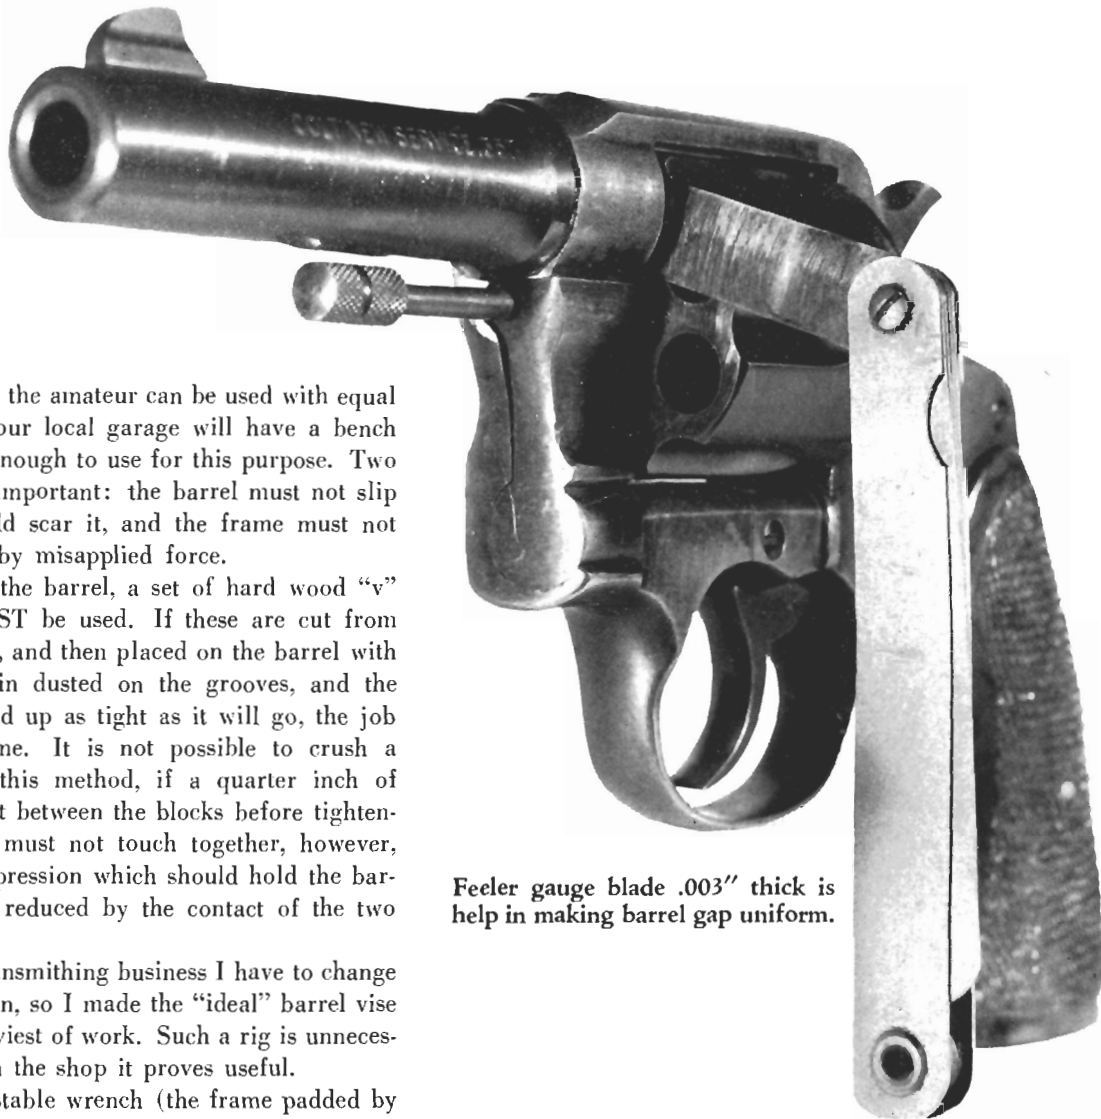 COLT NEW SERVICE .357
the amateur can be used with equal
our local garage will have a bench
nough to use for this purpose. Two
mportant: the barrel must not slip
ld scar it, and the frame must not
by misapplied force.
the barrel, a set of hard wood “v”
ST be used. If these are cut from
, and then placed on the barrel with
in dusted on the grooves, and the
d up as tight as it will go, the job
ne. It is not possible to crush a
this method, if a quarter inch of
t between the blocks before tighten-
must not touch together, however,
pression which should hold the bar-
reduced by the contact of the two
nsmithing business I have to change
n, so I made the “ideal” barrel vise
viest of work. Such a rig is unneces-
n the shop it proves useful.
stable wrench (the frame padded by
Feeler gauge blade .003″ thick is
help in making barrel gap uniform.